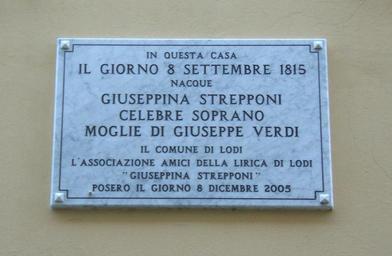 IN QUESTA CASA
IL GIORNO 8 SETTEMBRE 1815
NACQUE
GIUSEPPINA STREPPONI
CELEBRE SOPRANO
MOGLIE DI GIUSEPPE VERDI
IL COMUNE DI LODI
L'ASSOCIAZIONE AMICI DELLA LIRICA DI LODI
"GIUSEPPINA STREPPONI"
POSERO IL GIORNO 8 DICEMBRE 2005